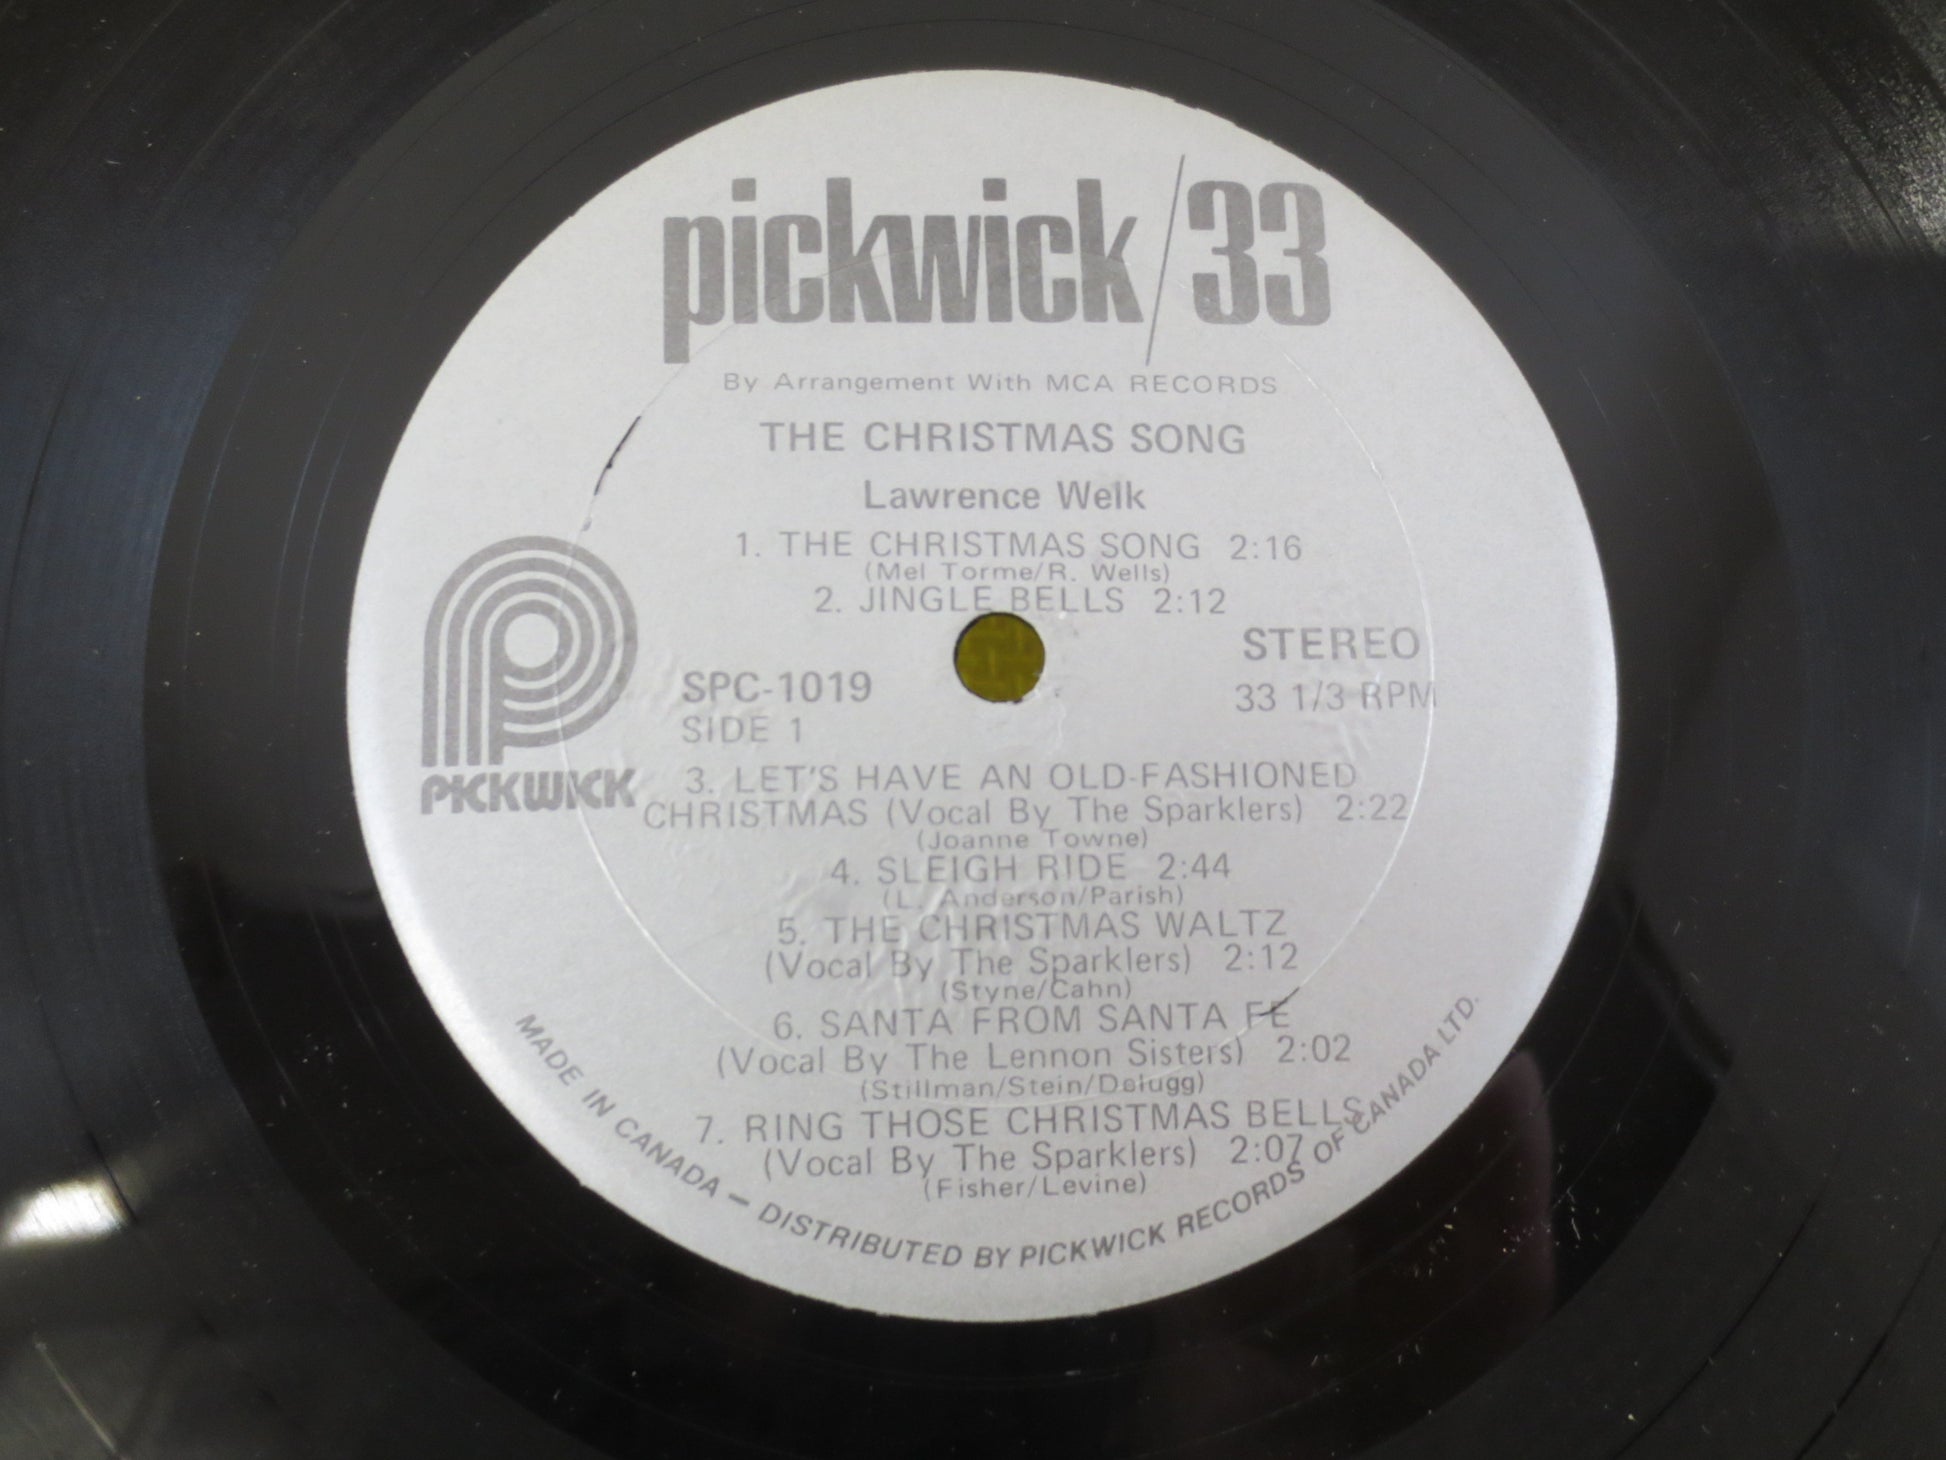 pickwick/33
By Arrangement With MCA RECORDS
THE CHRISTMAS SONG
Lawrence Welk
1. THE CHRISTMAS SONG 2:16
(Mel Torme/R. Wells)
2. JINGLE BELLS 2:12
PICKWICK
SPC-1019
SIDE 1
STEREO
33 1/3 RPM
3. LET'S HAVE AN OLD-FASHIONED
CHRISTMAS (Vocal By The Sparklers) 2:22
(Joanne Towne)
4. SLEIGH RIDE 2:44
(L. Anderson/Parish)
5. THE CHRISTMAS WALTZ
(Vocal By The Sparklers) 2:12
(Styne/Cahn)
6. SANTA FROM SANTA FE
(Vocal By The Lennon Sisters) 2:02
(Stillman/Stein/Delugg)
7. RING THOSE CHRISTMAS BELLS
(Vocal By The Sparklers) 2:07
(Fisher/Levine)
MADE IN CANADA – DISTRIBUTED BY PICKWICK RECORDS OF CANADA LTD.